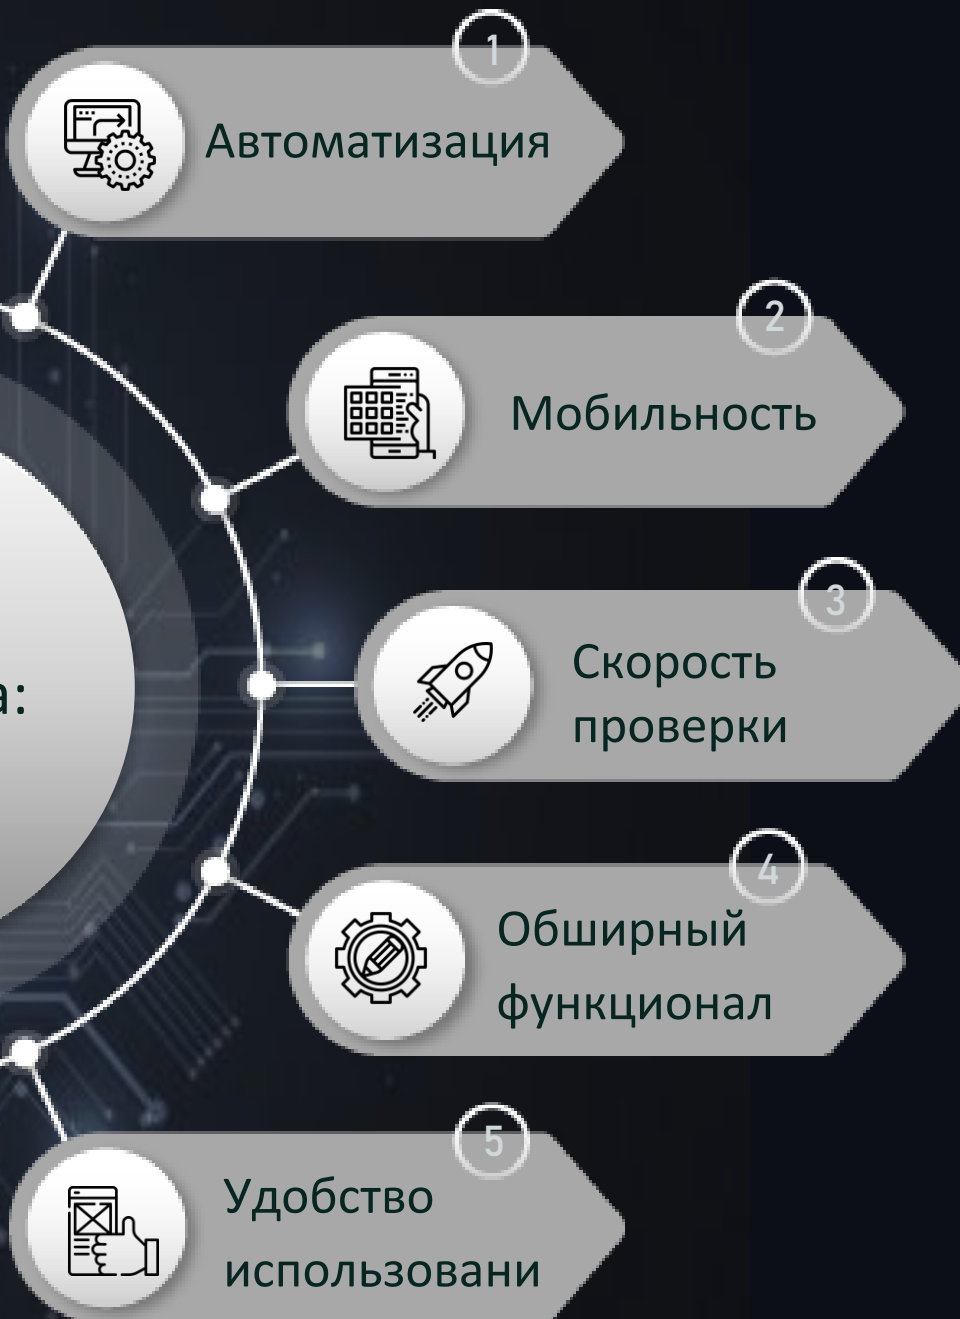 1
Автоматизация
2
Мобильность
3
Скорость
проверки
а:
4
Обширный
функционал
5
Удобство
использовани